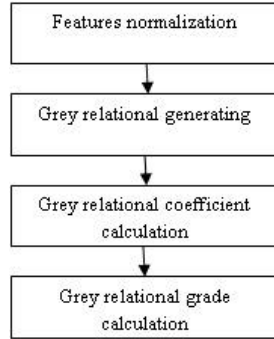 Features normalization
Grey relational generating
Grey relational coefficient
calculation
Grey relational grade
calculation